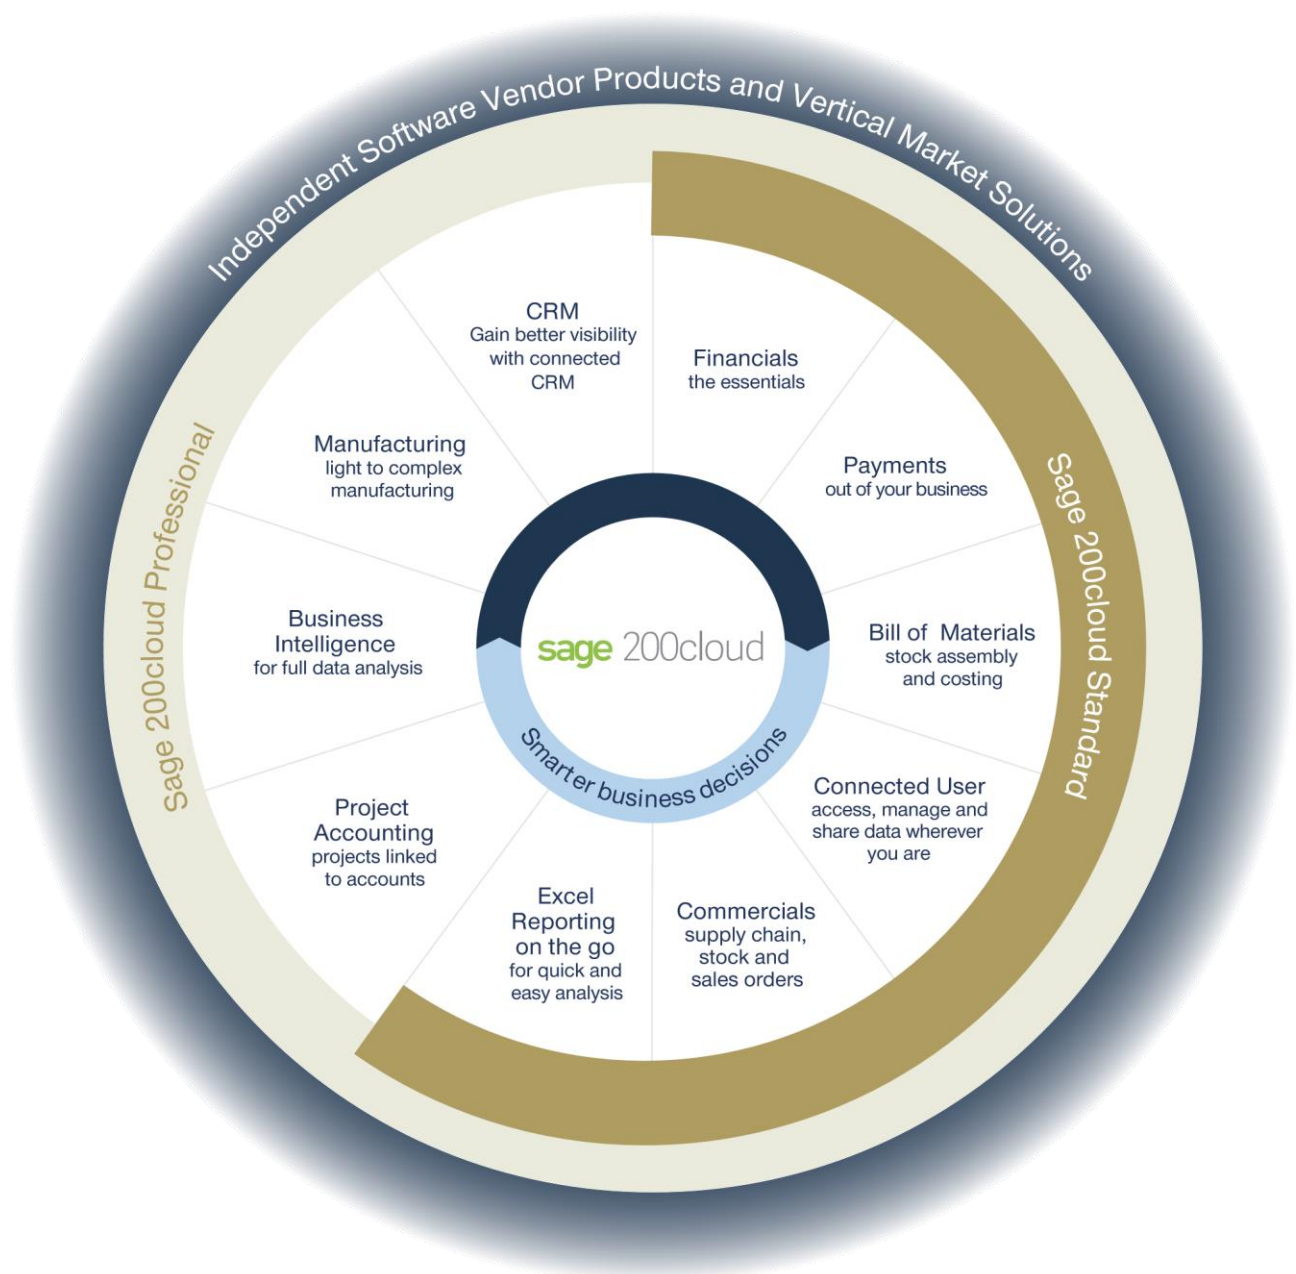 Independent Software Vendor Products and Vertical Market Solutions
Sage 200cloud Professional
Sage 200cloud Standard
CRM
Gain better visibility
with connected
CRM
Financials
the essentials
Payments
out of your business
Bill of Materials
stock assembly
and costing
Connected User
access, manage and
share data wherever
you are
Commercials
supply chain,
stock and
sales orders
Excel
Reporting
on the go
for quick and
easy analysis
Project
Accounting
projects linked
to accounts
Business
Intelligence
for full data analysis
Manufacturing
light to complex
manufacturing
sage 200cloud
Smarter business decisions